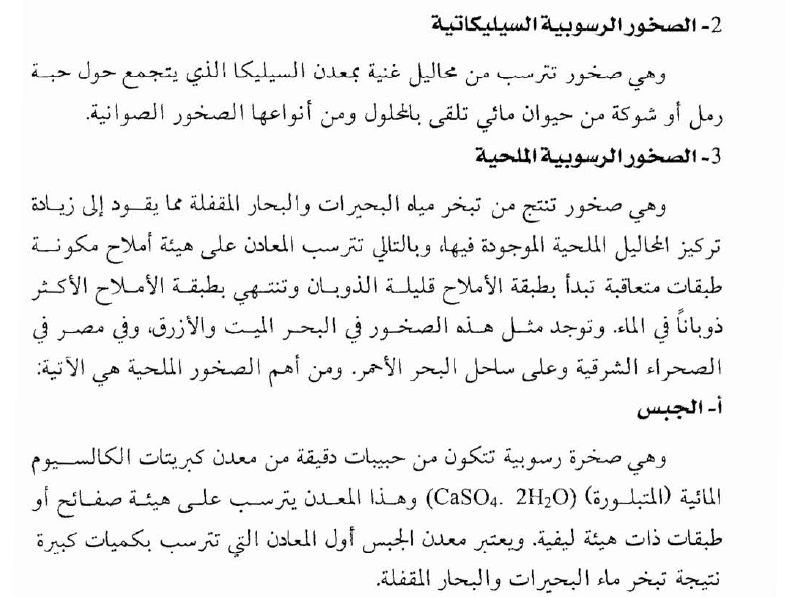 2- الصخور الرسوبية السيليكاتية
وهي صخور تترسب من محاليل غنية بمعدن السيليكا الذي يتجمع حول حبة
رمل أو شوكة من حيوان مائي تلقى بالمحلول ومن أنواعها الصخور الصوانية.
3- الصخور الرسوبية الملحية
وهي صخور تنتج من تبخر مياه البحيرات والبحار المقفلة مما يقود إلى زيادة
تركيز المحاليل الملحية الموجودة فيها، وبالتالي تترسب المعادن على هيئة أملاح مكونة
طبقات متعاقبة تبدأ بطبقة الأملاح قليلة الذوبان وتنتهي بطبقة الأملاح الأكثر
ذوباناً في الماء. وتوجد مثل هذه الصخور في البحر الميت والأزرق، وفي مصر في
الصحراء الشرقية وعلى ساحل البحر الأحمر. ومن أهم الصخور الملحية هي الآتية:
أ- الجبس
وهي صخرة رسوبية تتكون من حبيبات دقيقة من معدن كبريتات الكالسيوم
المائية (المتبلورة) (CaSO4. 2H2O) وهذا المعدن يترسب على هيئة صفائح أو
طبقات ذات هيئة ليفية. ويعتبر معدن الجبس أول المعادن التي تترسب بكميات كبيرة
نتيجة تبخر ماء البحيرات والبحار المقفلة.